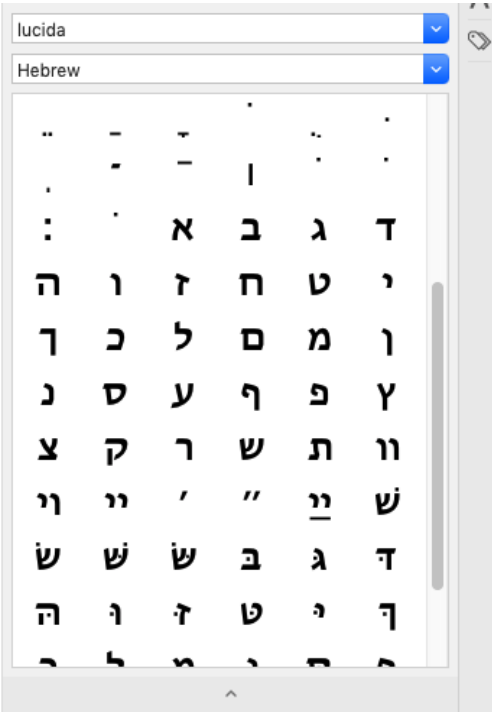 lucida
Hebrew
׃ א ב ג ד
ה ו ז ח ט י
ך כ ל ם מ ן
נ ס ע ף פ ץ
צ ק ר ש ת װ
ױ ײ ׳ ״ ײַ שׁ
שׂ שּׁ שּׂ בּ גּ דּ
הּ וּ זּ טּ יּ ךּ